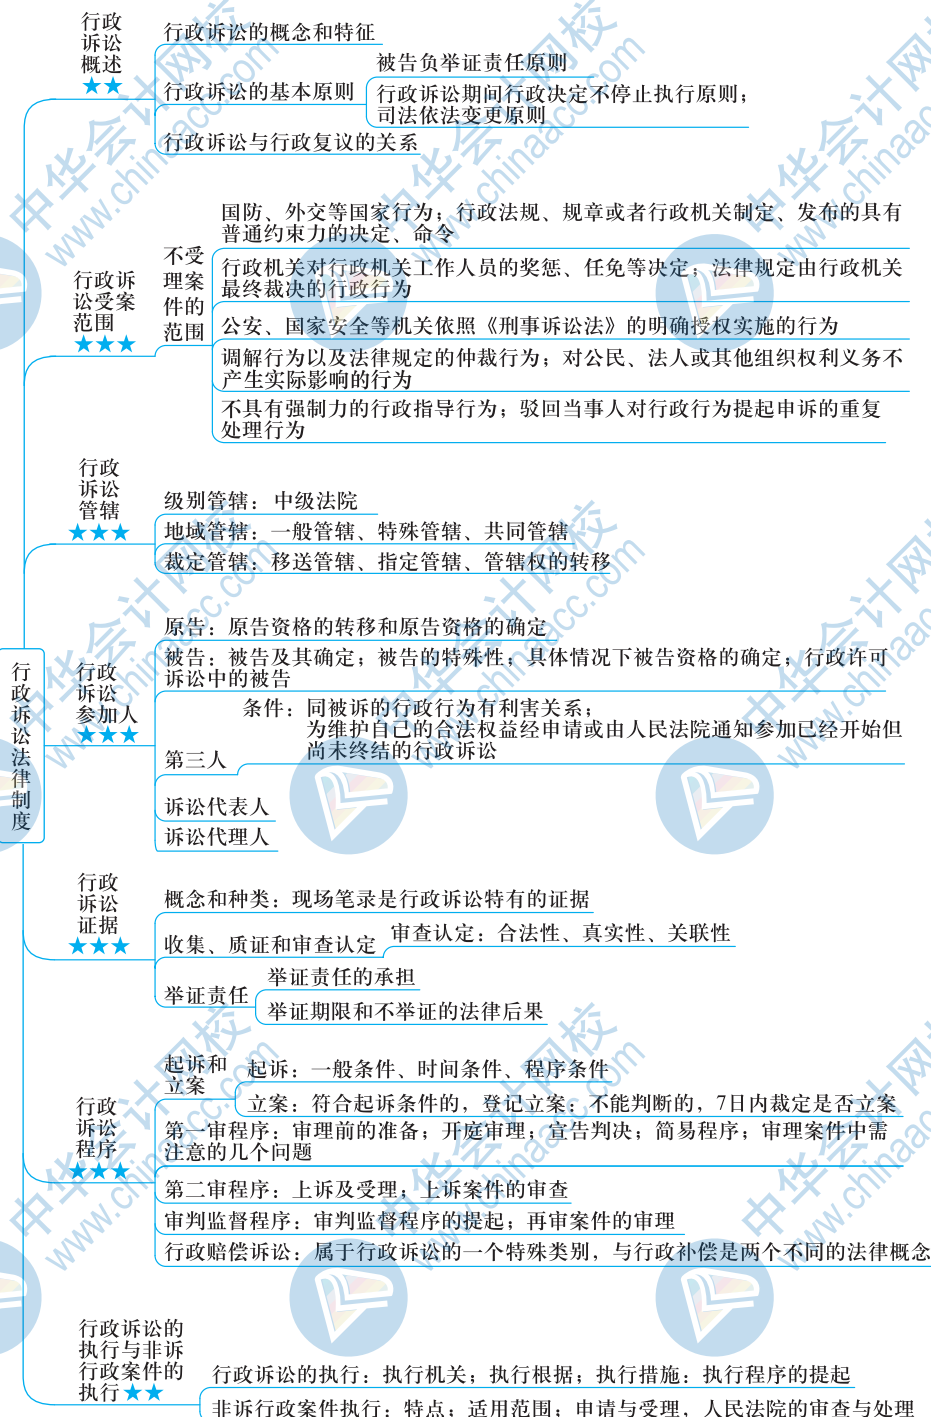 行政诉讼法律制度
行政
诉讼
概述
★★
行政诉讼的概念和特征
行政诉讼的基本原则
被告负举证责任原则
行政诉讼期间行政决定不停止执行原则；
司法依法变更原则
行政诉讼与行政复议的关系
行政诉
讼受案
范围
★★★
不受
理案
件的
范围
国防、外交等国家行为；行政法规、规章或者行政机关制定、发布的具有
普通约束力的决定、命令
行政机关对行政机关工作人员的奖惩、任免等决定；法律规定由行政机关
最终裁决的行政行为
公安、国家安全等机关依照《刑事诉讼法》的明确授权实施的行为
调解行为以及法律规定的仲裁行为；对公民、法人或其他组织权利义务不
产生实际影响的行为
不具有强制力的行政指导行为；驳回当事人对行政行为提起申诉的重复
处理行为
行政
诉讼
管辖
★★★
级别管辖：中级法院
地域管辖：一般管辖、特殊管辖、共同管辖
裁定管辖：移送管辖、指定管辖、管辖权的转移
行政
诉讼
参加人
★★★
原告：原告资格的转移和原告资格的确定
被告：被告及其确定；被告的特殊性；具体情况下被告资格的确定；行政许可
诉讼中的被告
第三人
条件：同被诉的行政行为有利害关系；
为维护自己的合法权益经申请或由人民法院通知参加已经开始但
尚未终结的行政诉讼
诉讼代表人
诉讼代理人
行政
诉讼
证据
★★★
概念和种类：现场笔录是行政诉讼特有的证据
收集、质证和审查认定
审查认定：合法性、真实性、关联性
举证责任
举证责任的承担
举证期限和不举证的法律后果
行政
诉讼
程序
★★★
起诉和
立案
起诉：一般条件、时间条件、程序条件
立案：符合起诉条件的，登记立案；不能判断的，7日内裁定是否立案
第一审程序：审理前的准备；开庭审理；宣告判决；简易程序；审理案件中需
注意的几个问题
第二审程序：上诉及受理；上诉案件的审查
审判监督程序：审判监督程序的提起；再审案件的审理
行政赔偿诉讼：属于行政诉讼的一个特殊类别，与行政补偿是两个不同的法律概念
行政诉讼的
执行与非诉
行政案件的
执行★★
行政诉讼的执行：执行机关；执行根据；执行措施；执行程序的提起
非诉行政案件执行：特点；适用范围；申请与受理，人民法院的审查与处理
中华会计网校
www.chinaacc.com